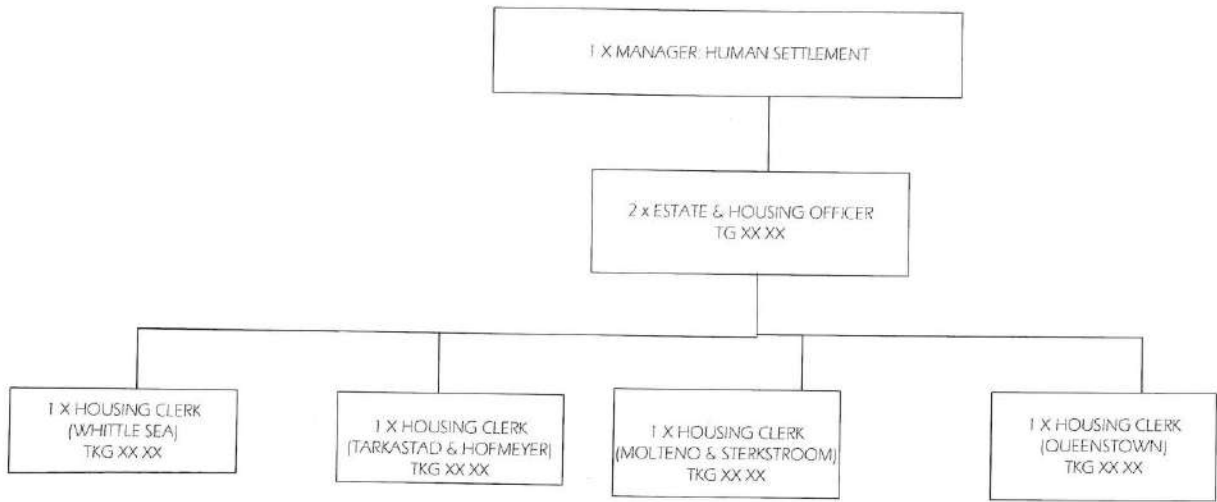 1 X MANAGER: HUMAN SETTLEMENT
2 x ESTATE & HOUSING OFFICER
TG XX XX
1 X HOUSING CLERK
(WHITTLE SEA)
TKG XX XX
1 X HOUSING CLERK
(TARKASTAD & HOFMEYER)
TKG XX XX
1 X HOUSING CLERK
(MOLTENO & STERKSTROOM)
TKG XX XX
1 X HOUSING CLERK
(QUEENSTOWN)
TKG XX XX